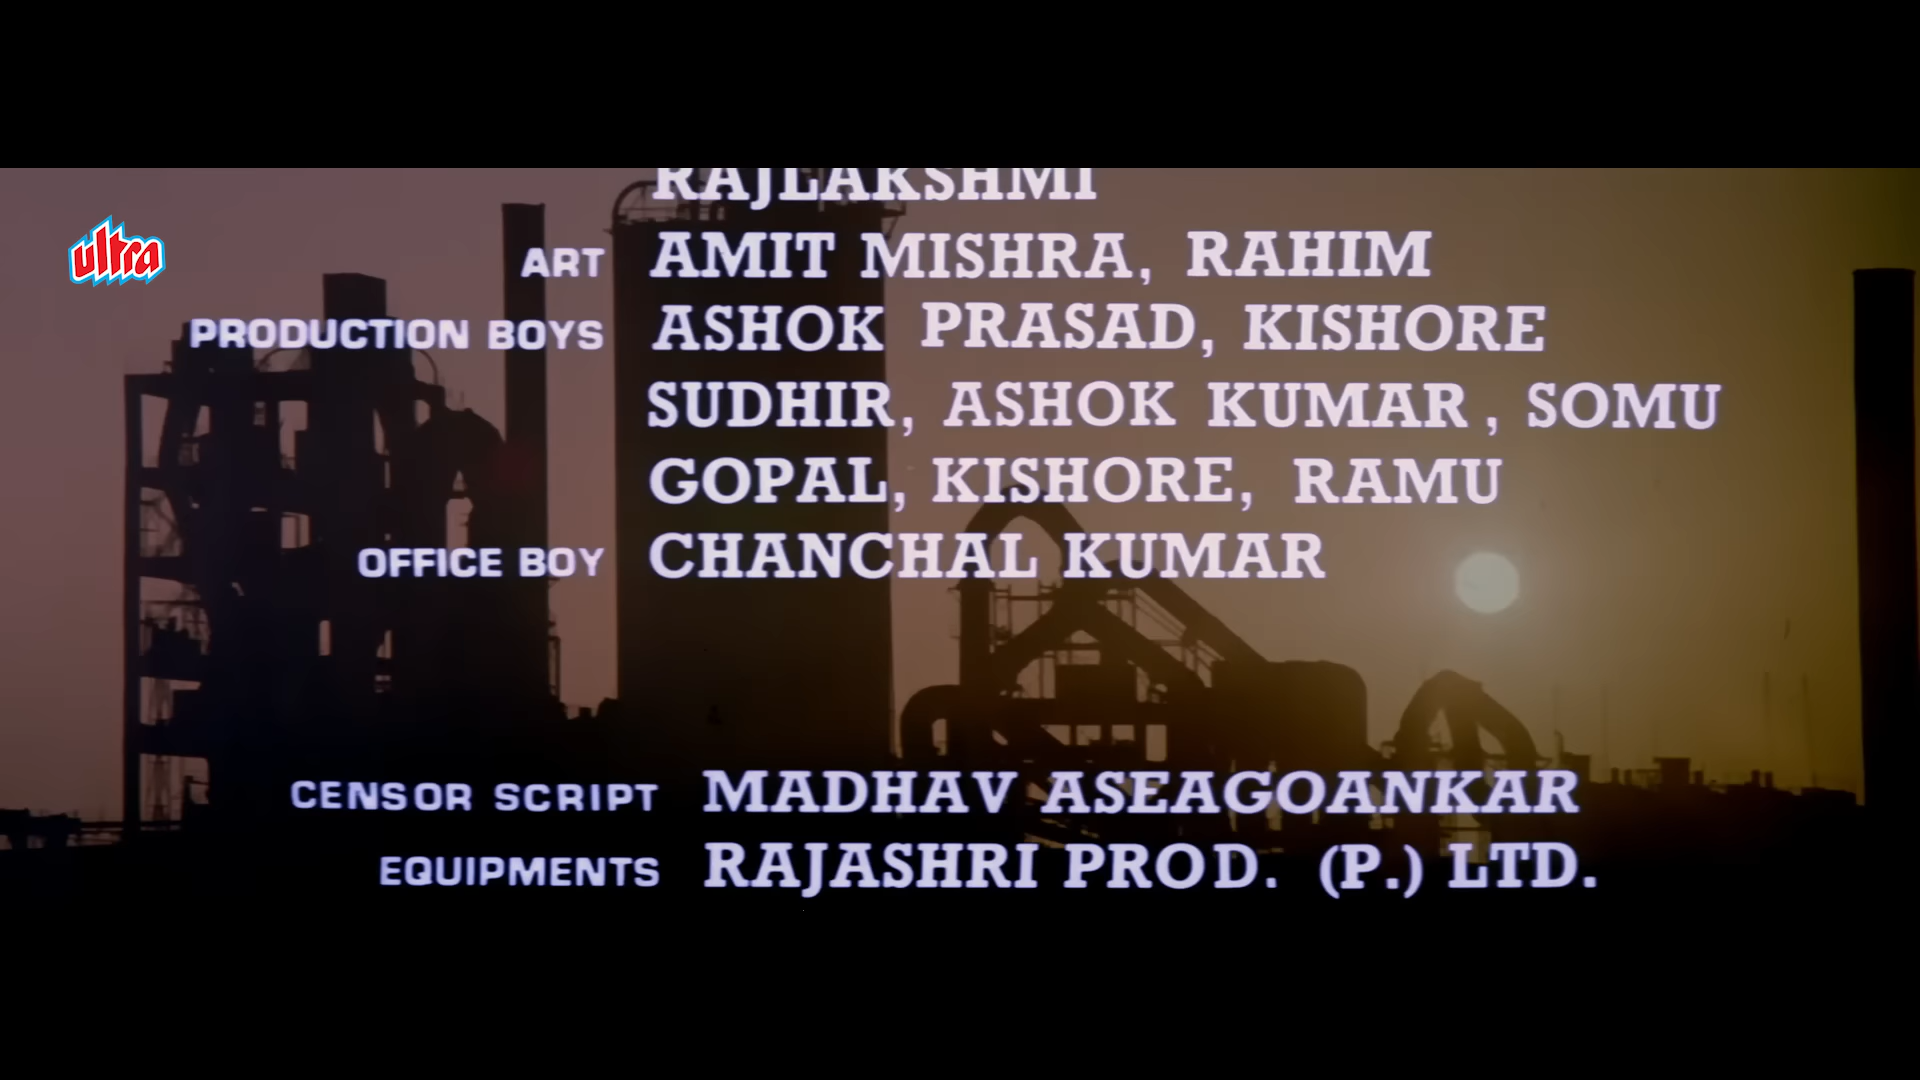 RAJLAKSHMI
ultra
ART AMIT MISHRA, RAHIM
PRODUCTION BOYS ASHOK PRASAD, KISHORE
SUDHIR, ASHOK KUMAR, SOMU
GOPAL, KISHORE, RAMU
OFFICE BOY CHANCHAL KUMAR
CENSOR SCRIPT MADHAV ASEAGOANKAR
EQUIPMENTS RAJASHRI PROD. (P.) LTD.